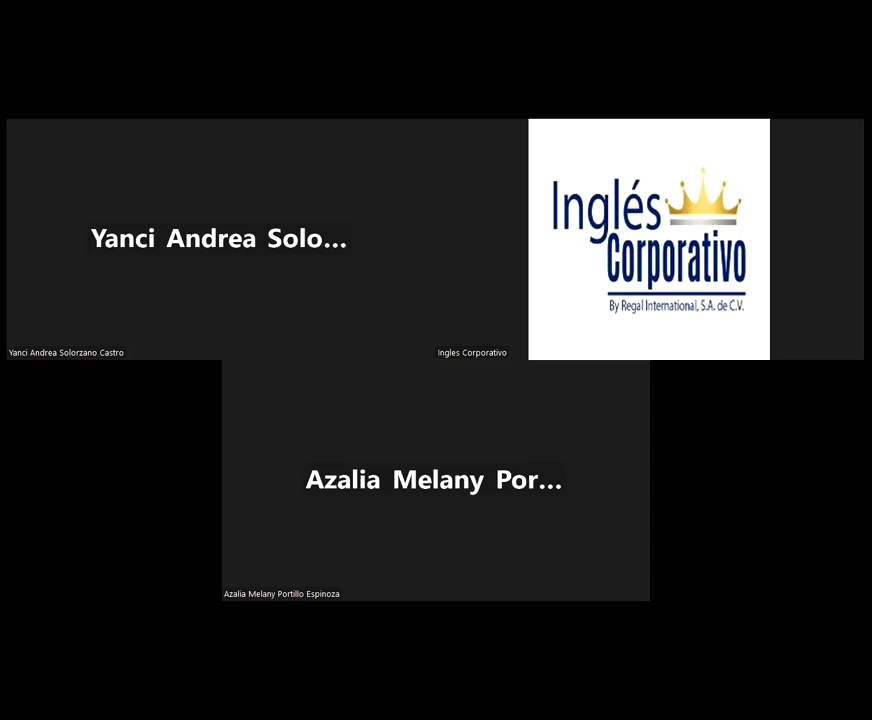 Yanci Andrea Solo...
Inglés
Corporativo
By Regal International, S.A. de C.V.
Yanci Andrea Solorzano Castro
Ingles Corporativo
Azalia Melany Por...
Azalia Melany Portillo Espinoza